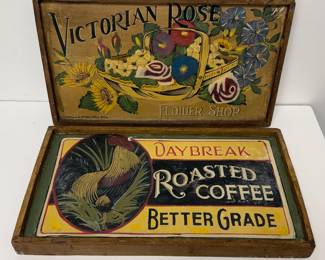 VICTORIAN ROSE
FLOWER SHOP
DAYBREAK
ROASTED
COFFEE
BETTER GRADE